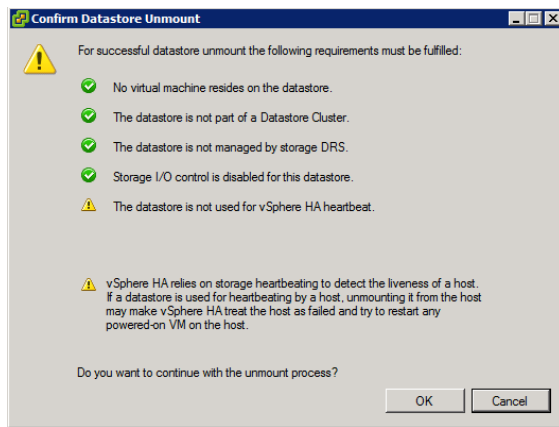 Confirm Datastore Unmount
For successful datastore unmount the following requirements must be fulfilled:
No virtual machine resides on the datastore.
The datastore is not part of a Datastore Cluster.
The datastore is not managed by storage DRS.
Storage I/O control is disabled for this datastore.
The datastore is not used for vSphere HA heartbeat.
vSphere HA relies on storage heartbeating to detect the liveness of a host.
If a datastore is used for heartbeating by a host, unmounting it from the host
may make vSphere HA treat the host as failed and try to restart any
powered-on VM on the host.
Do you want to continue with the unmount process?
OK Cancel